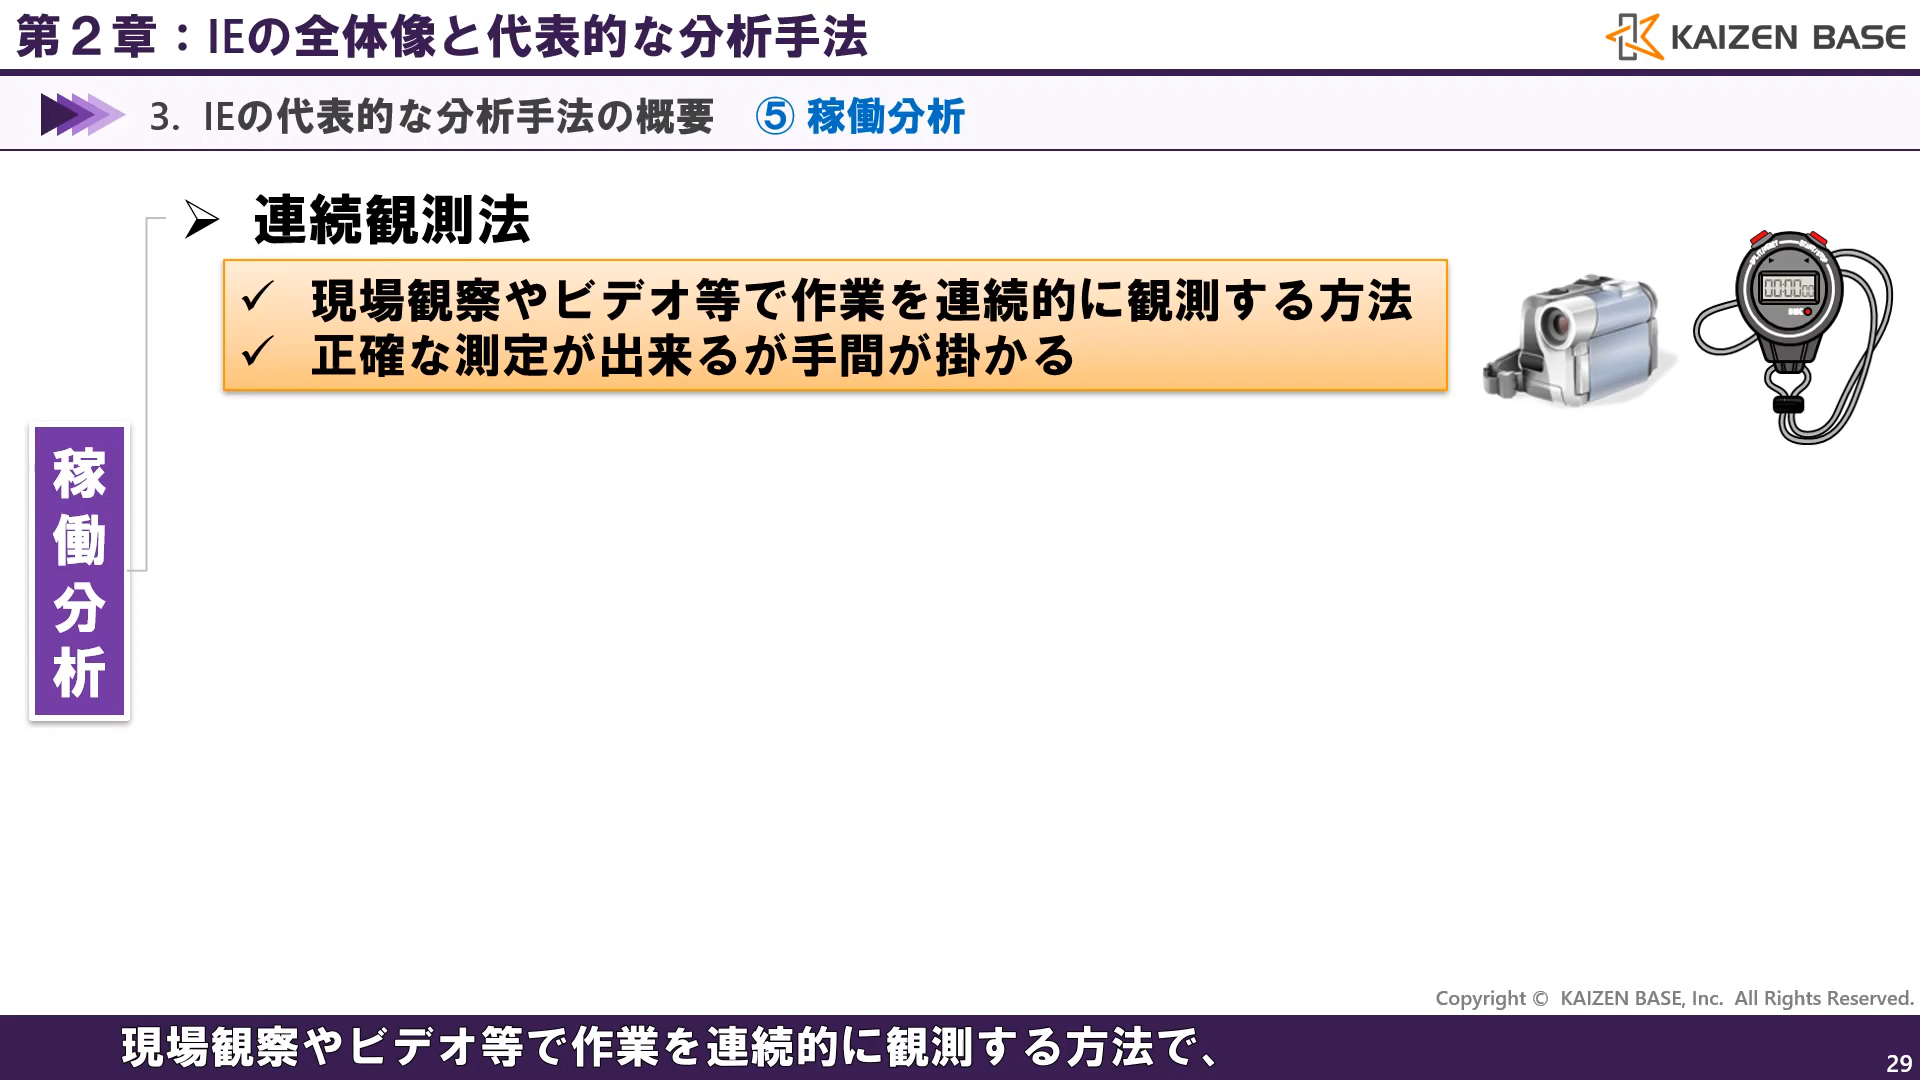 第２章：IEの全体像と代表的な分析手法
KAIZEN BASE
3. IEの代表的な分析手法の概要 ⑤ 稼働分析
➢ 連続観測法
✓ 現場観察やビデオ等で作業を連続的に観測する方法
✓ 正確な測定が出来るが手間が掛かる
00:00 00
稼働分析
Copyright © KAIZEN BASE, Inc. All Rights Reserved.
現場観察やビデオ等で作業を連続的に観測する方法で、
29